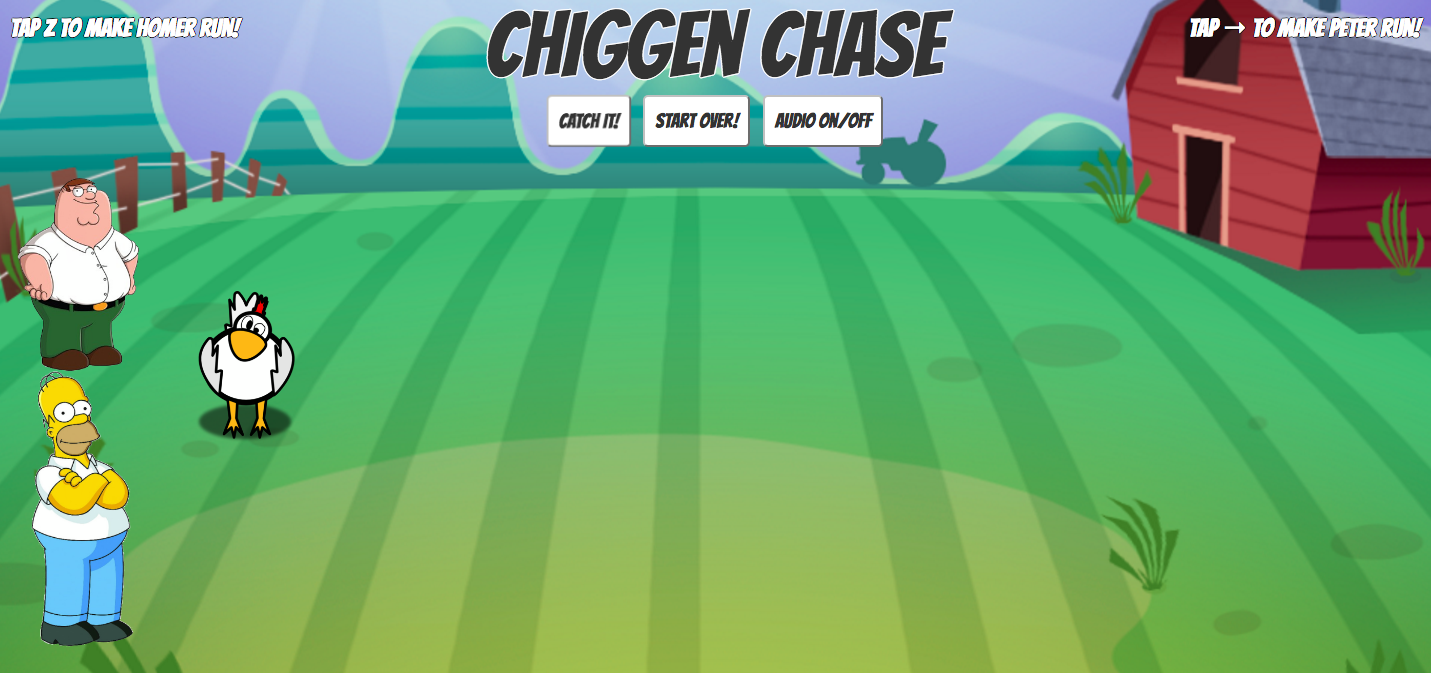 TAP Z TO MAKE HOMER RUN!
CHIGGEN CHASE
TAP → TO MAKE PETER RUN!
CATCH IT!
START OVER!
AUDIO ON/OFF